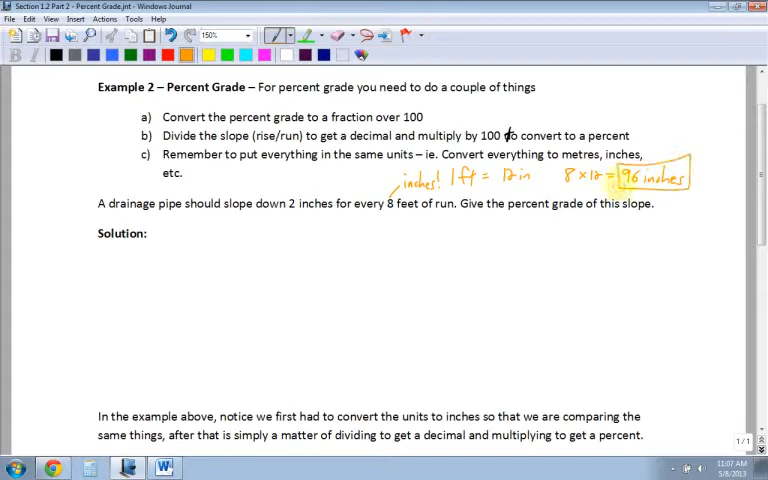 Section 1.2 Part 2 - Percent Grade.jnt - Windows Journal
File Edit View Insert Actions Tools Help
150%
B I
Example 2 – Percent Grade – For percent grade you need to do a couple of things
a) Convert the percent grade to a fraction over 100
b) Divide the slope (rise/run) to get a decimal and multiply by 100 to convert to a percent
c) Remember to put everything in the same units – ie. Convert everything to metres, inches,
etc.
inches! 1 ft = 12 in 8 × 12 = 96 inches
A drainage pipe should slope down 2 inches for every 8 feet of run. Give the percent grade of this slope.
Solution:
In the example above, notice we first had to convert the units to inches so that we are comparing the
same things, after that is simply a matter of dividing to get a decimal and multiplying to get a percent.
1 / 1
11:07 AM
5/8/2013